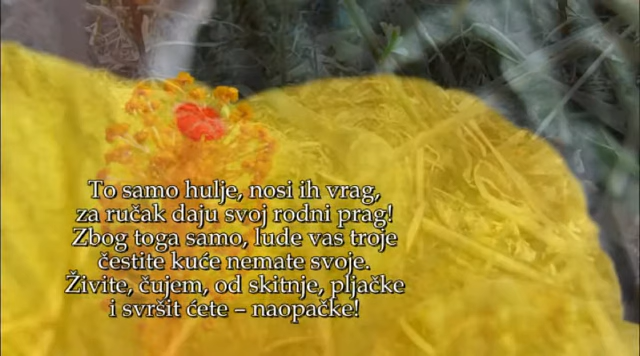 To samo hulje, nosi ih vrag,
za ručak daju svoj rodni prag!
Zbog toga samo, lude vas troje
čestite kuće nemate svoje.
Živite, čujem, od skitnje, pljačke
i svršit ćete – naopačke!